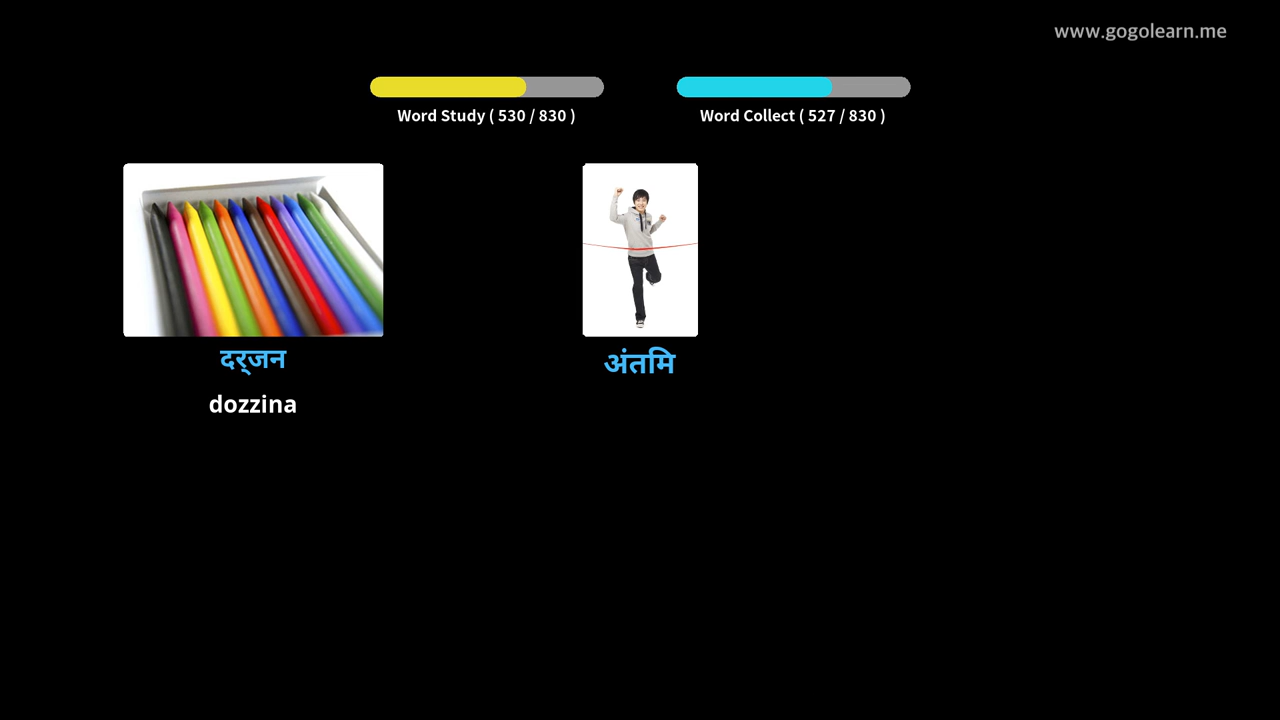 www.gogolearn.me
Word Study ( 530 / 830 )
Word Collect ( 527 / 830 )
दर्जन
dozzina
अंतमि